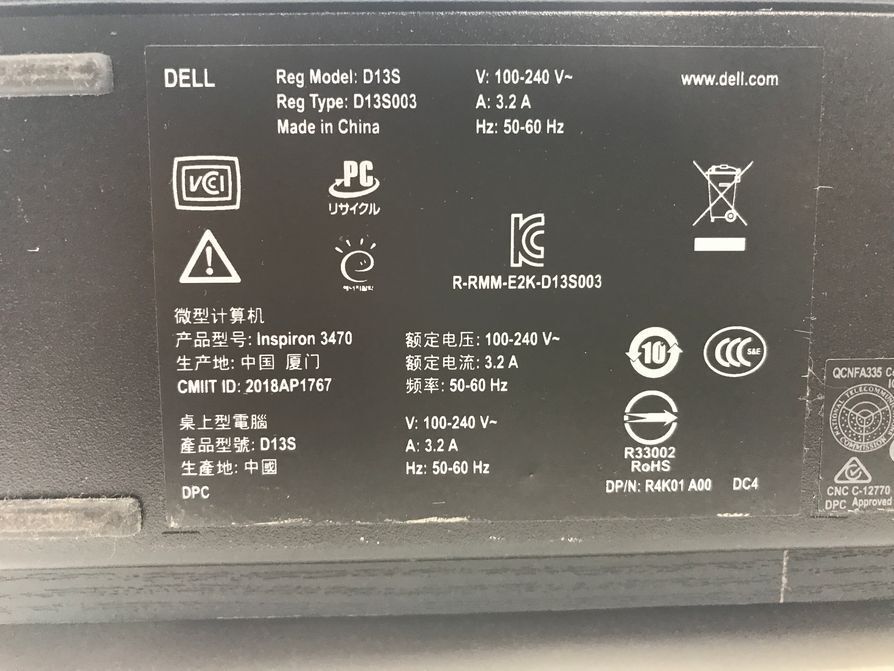 DELL
Reg Model: D13S
Reg Type: D13S003
Made in China
V: 100-240 V~
A: 3.2 A
Hz: 50-60 Hz
www.dell.com
VCCI
PC
リサイクル
R-RMM-E2K-D13S003
微型计算机
产品型号: Inspiron 3470
生产地: 中国 厦门
CMIIT ID: 2018AP1767
额定电压: 100-240 V~
额定电流: 3.2 A
频率: 50-60 Hz
10
CCC S&E
桌上型電腦
產品型號: D13S
生產地: 中國
DPC
V: 100-240 V~
A: 3.2 A
Hz: 50-60 Hz
R33002
RoHS
DP/N: R4K01 A00 DC4
QCNFA335
NATIONAL TELECOMMUNICATIONS COMMISSION
CNC C-12770
DPC Approved